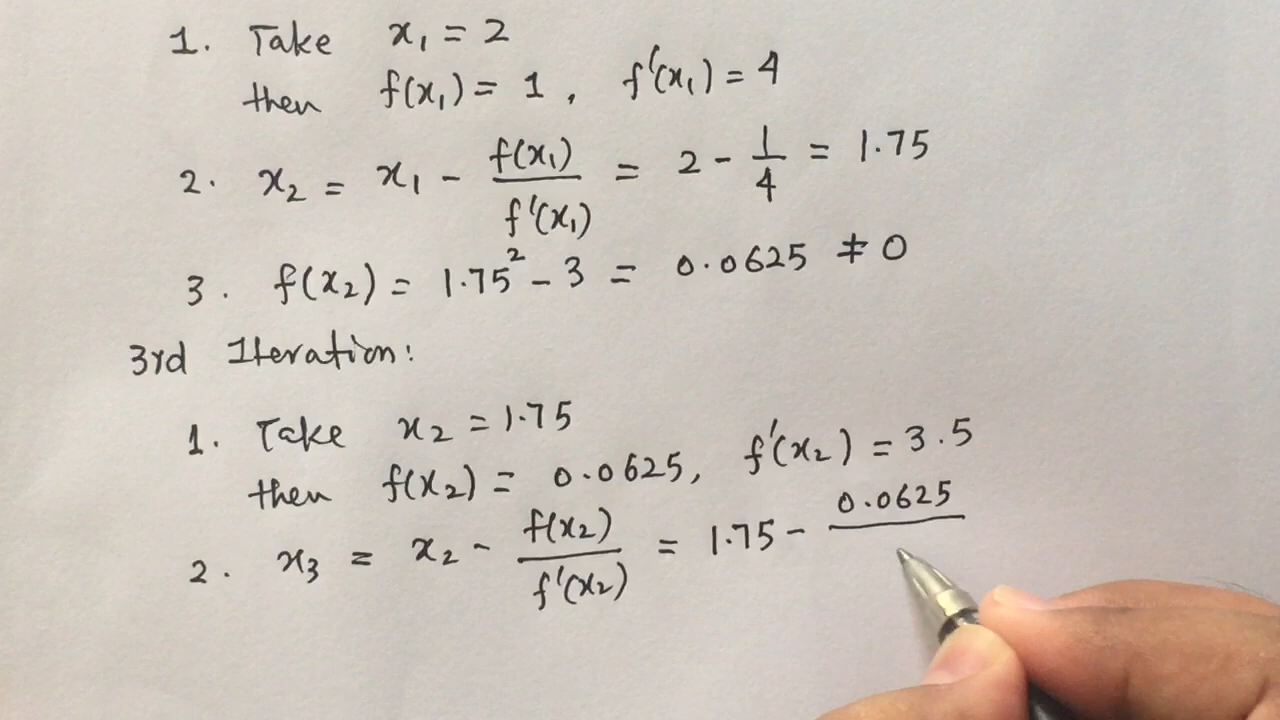 1. Take x₁ = 2
then f(x₁) = 1, f'(x₁) = 4
2. x₂ = x₁ - f(x₁)/f'(x₁) = 2 - 1/4 = 1.75
3. f(x₂) = 1.75² - 3 = 0.0625 ≠ 0
3rd Iteration:
1. Take x₂ = 1.75
then f(x₂) = 0.0625, f'(x₂) = 3.5
2. x₃ = x₂ - f(x₂)/f'(x₂) = 1.75 - 0.0625/